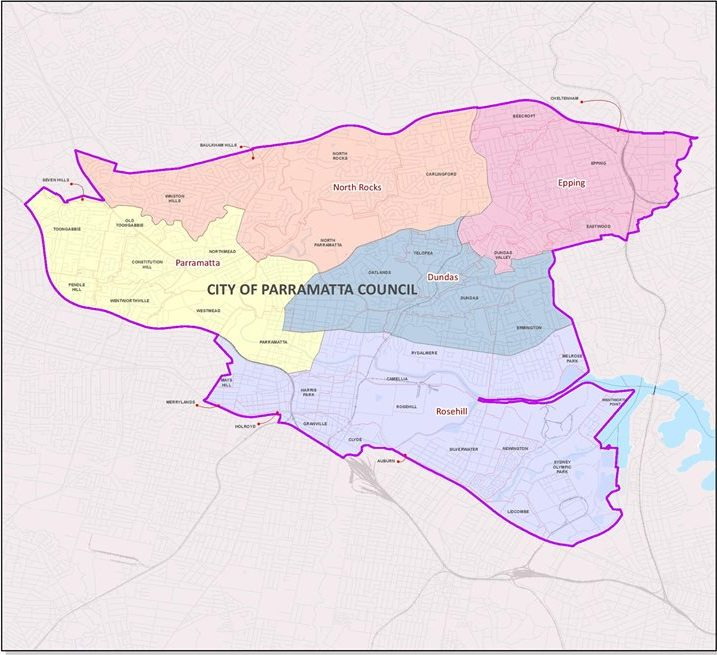 CHELTENHAM
BEECROFT
BAULKHAM HILLS
NORTH
ROCKS
EPPING
CARLINGFORD
SEVEN HILLS
North Rocks
Epping
WINSTON
HILLS
OLD
TOONGABBIE
TOONGABBIE
EASTWOOD
NORTHMEAD
NORTH
PARRAMATTA
TELOPEA
DUNDAS
VALLEY
CONSTITUTION
HILL
Parramatta
OATLANDS
Dundas
PENDLE
HILL
CITY OF PARRAMATTA COUNCIL
WENTWORTHVILLE
DUNDAS
WESTMEAD
ERMINGTON
PARRAMATTA
RYDALMERE
MELROSE
PARK
MAYS
HILL
CAMELLIA
HARRIS
PARK
MERRYLANDS
ROSEHILL
Rosehill
WENTWORTH
POINT
HOLROYD
GRANVILLE
CLYDE
SILVERWATER
NEWINGTON
AUBURN
SYDNEY
OLYMPIC
PARK
LIDCOMBE